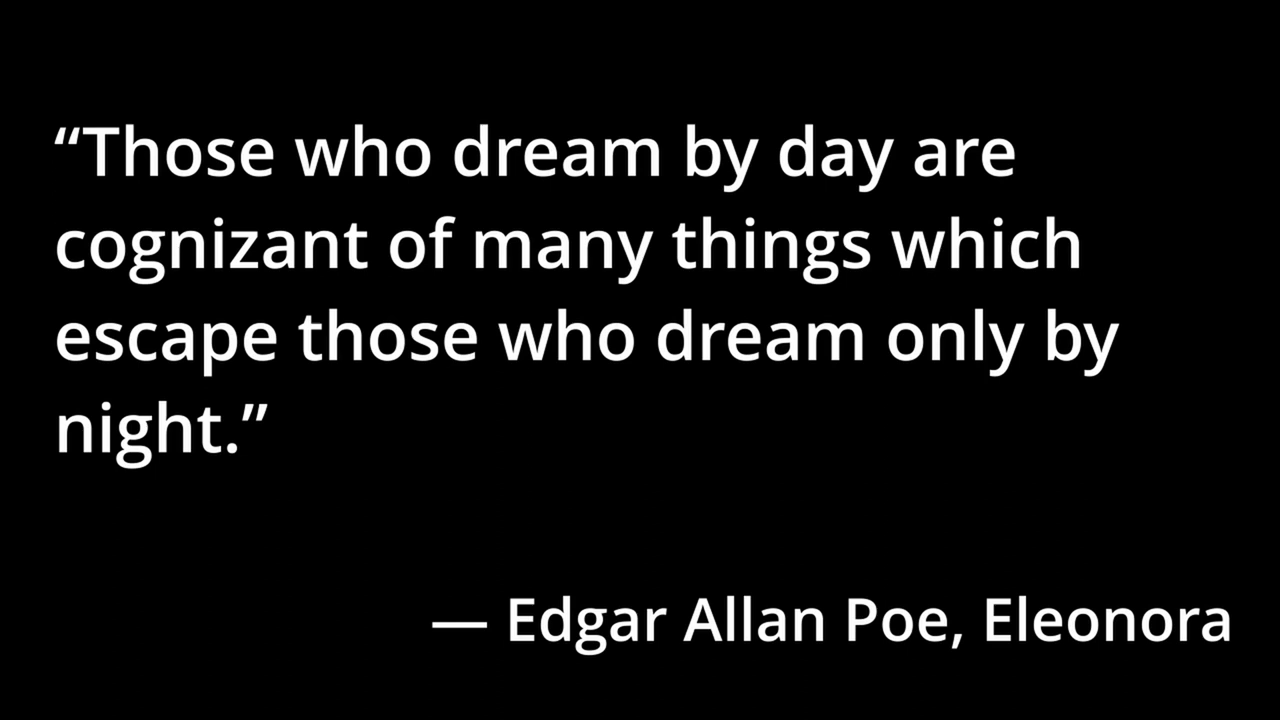 “Those who dream by day are
cognizant of many things which
escape those who dream only by
night.”
— Edgar Allan Poe, Eleonora